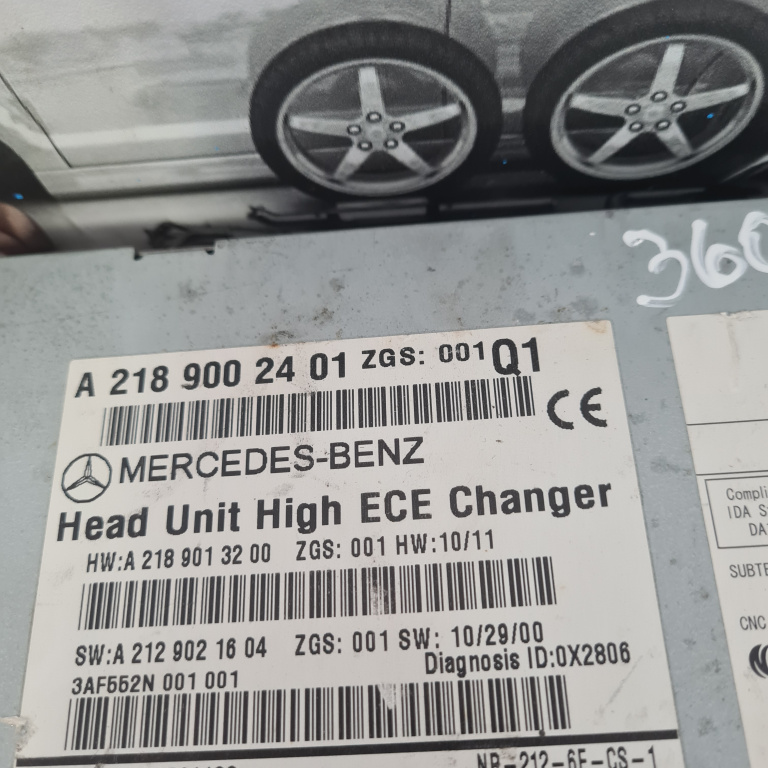 360
A 218 900 24 01 ZGS: 001 Q1
CE
MERCEDES-BENZ
Head Unit High ECE Changer
HW:A 218 901 32 00 ZGS: 001 HW:10/11
SW:A 212 902 16 04 ZGS: 001 SW: 10/29/00
Diagnosis ID:0X2806
3AF552N 001 001
NR-212-6F-CS-1
Compli
IDA S
DA
SUBTE
CNC